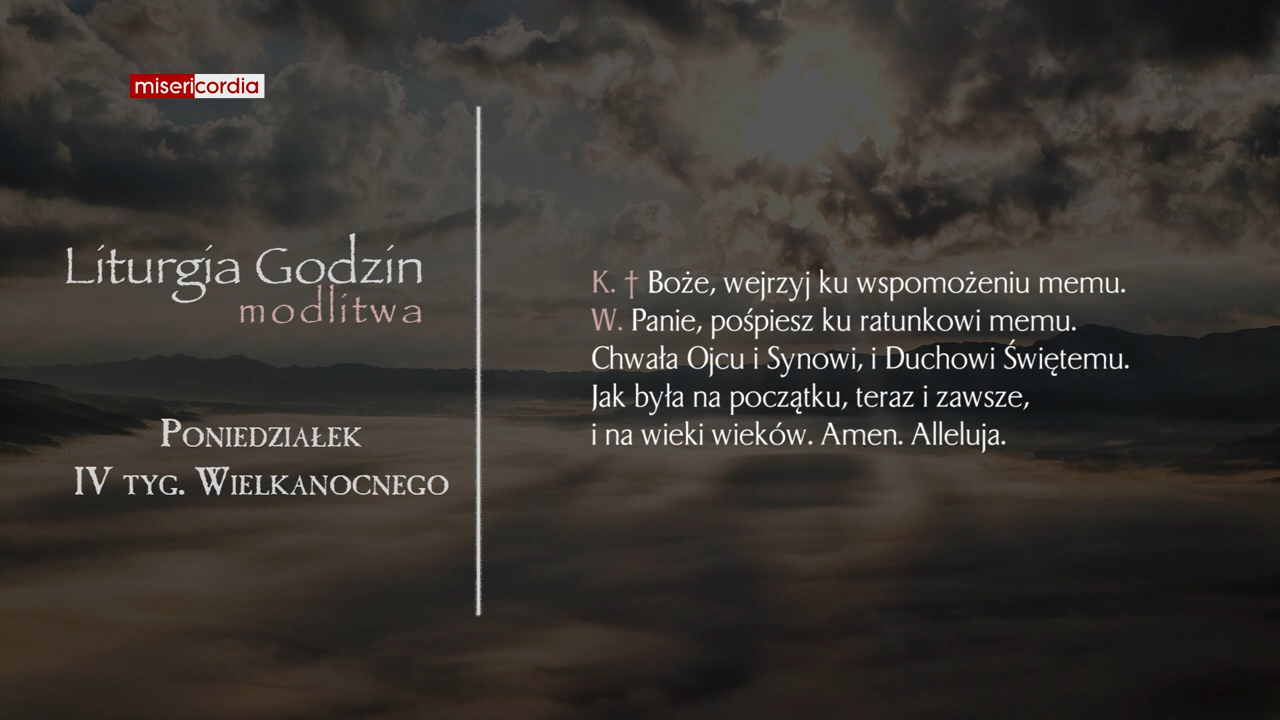 misericordia
Liturgia Godzin
modlitwa
Poniedziałek
IV tyg. Wielkanocnego
K. † Boże, wejrzyj ku wspomożeniu memu.
W. Panie, pośpiesz ku ratunkowi memu.
Chwała Ojcu i Synowi, i Duchowi Świętemu.
Jak była na początku, teraz i zawsze,
i na wieki wieków. Amen. Alleluja.